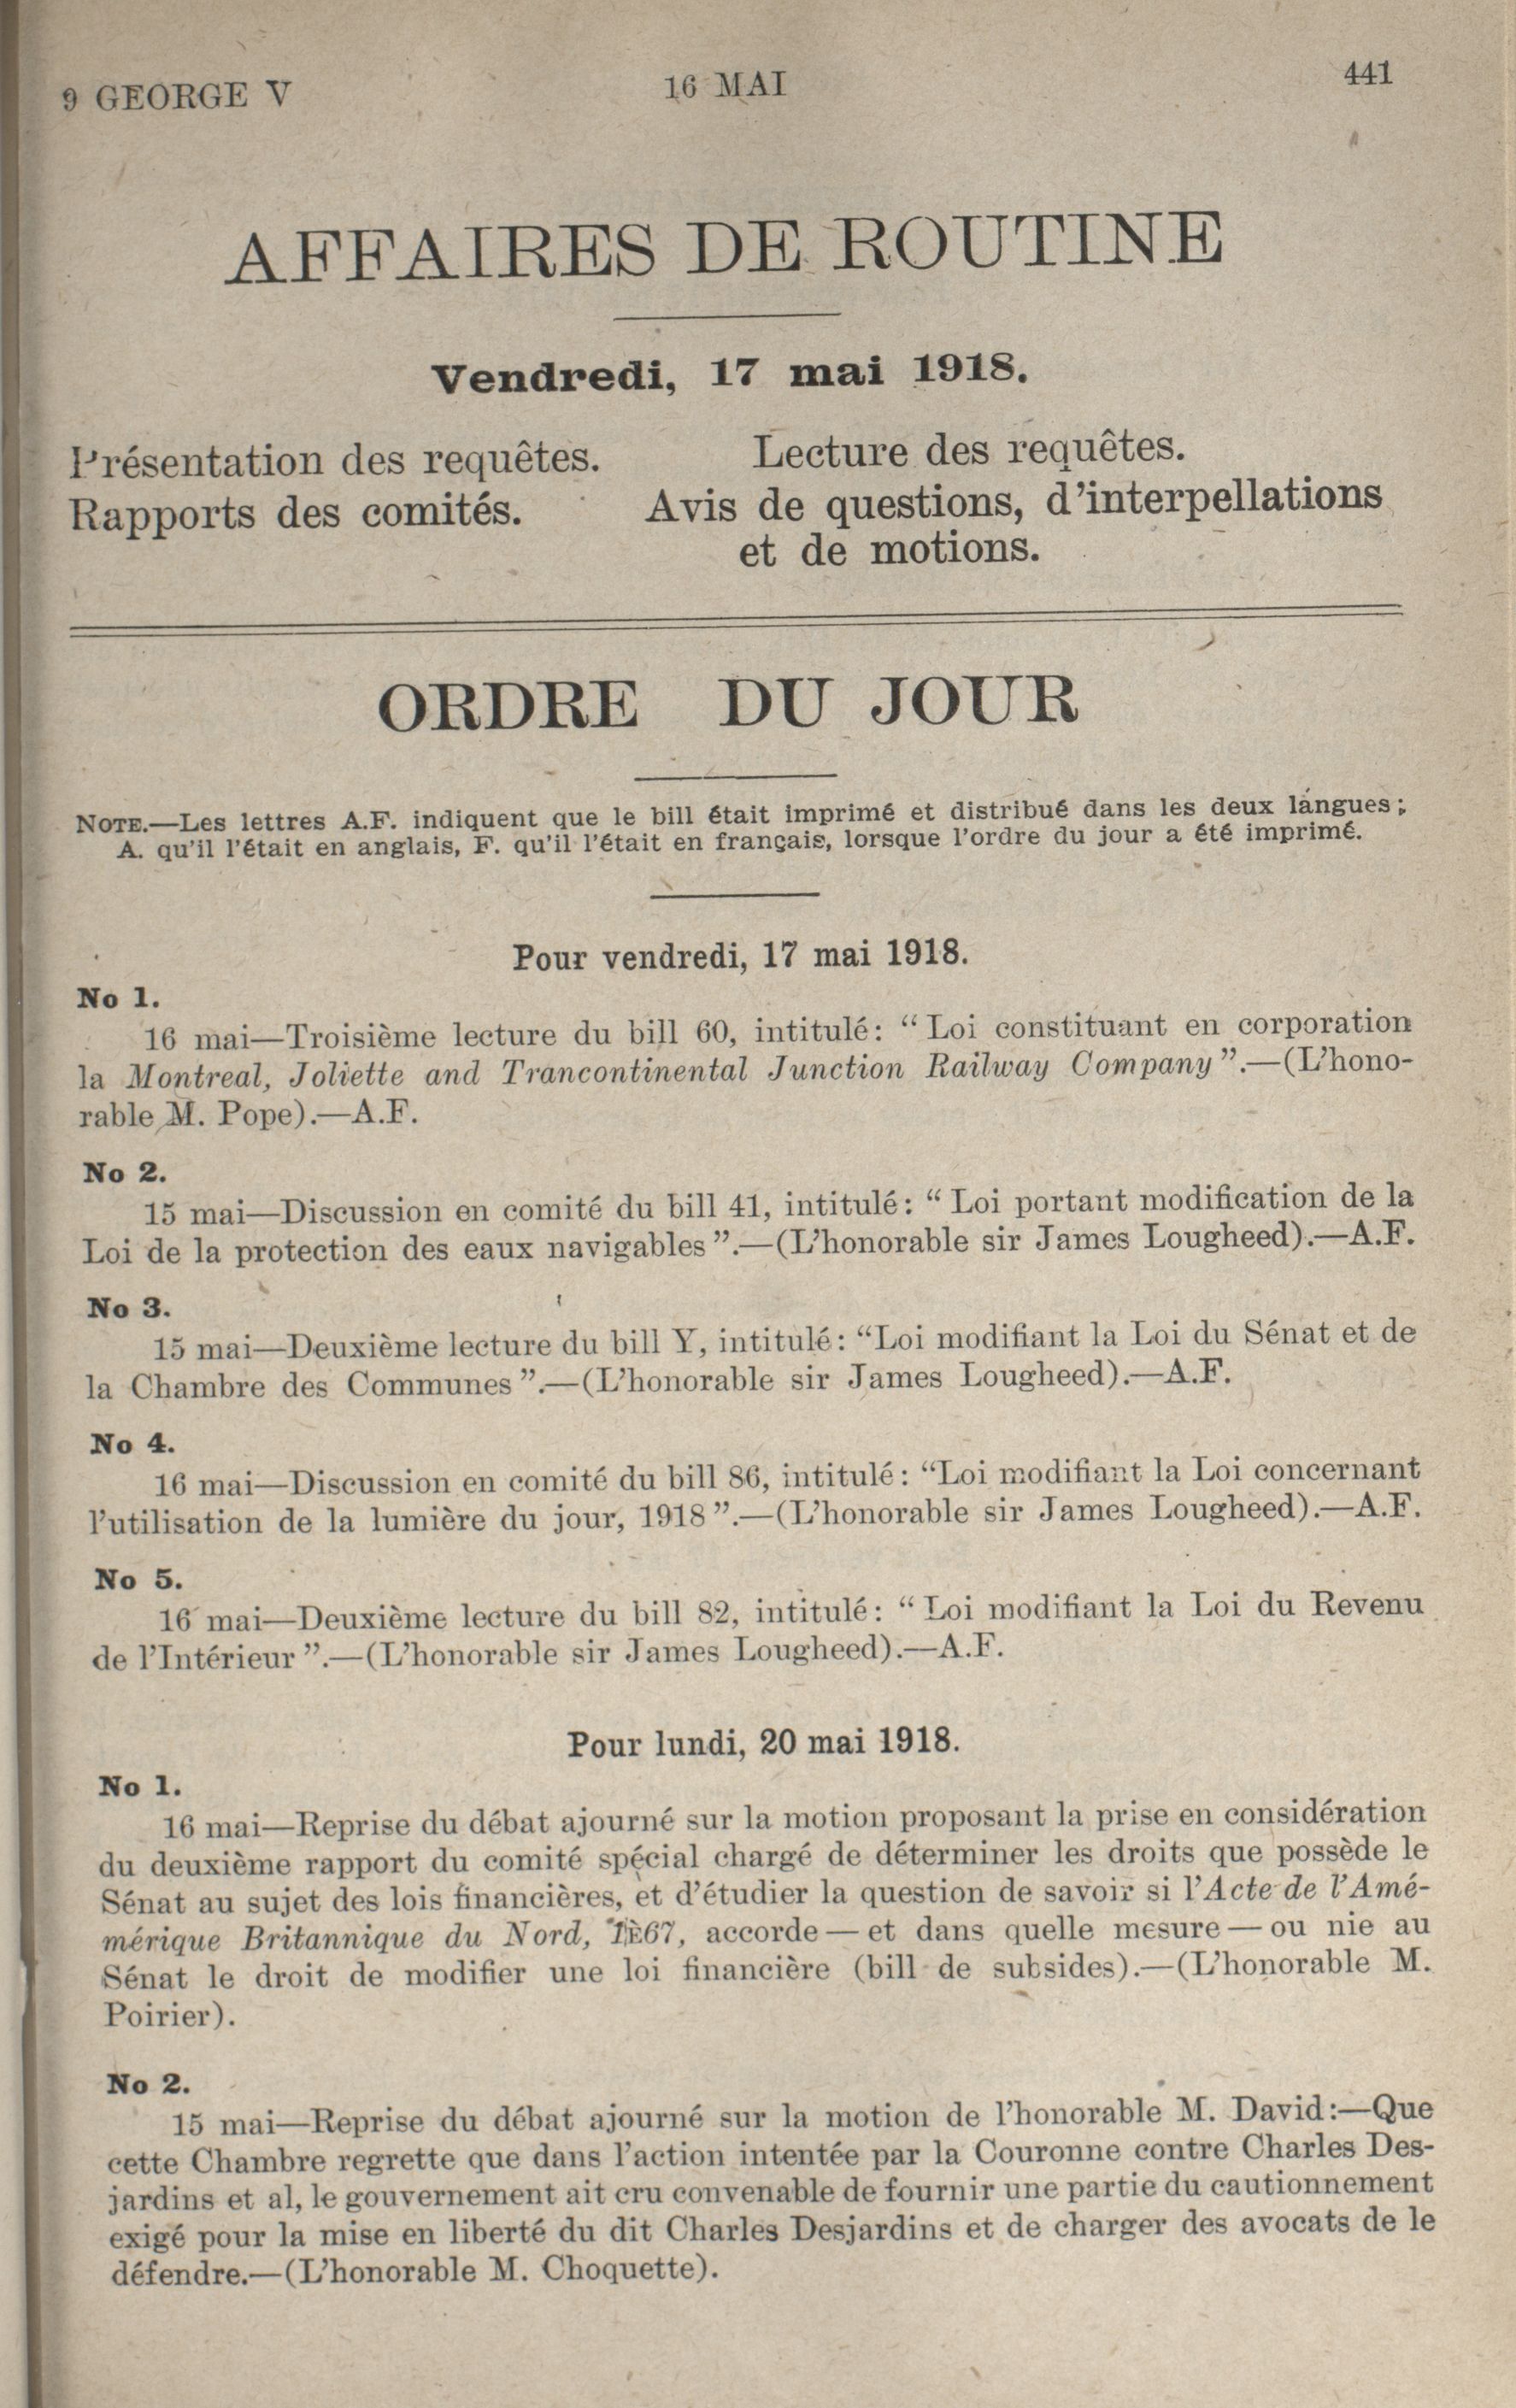 9 GEORGE V 16 MAI 441
AFFAIRES DE ROUTINE
Vendredi, 17 mai 1918.
Présentation des requêtes. Lecture des requêtes.
Rapports des comités. Avis de questions, d'interpellations
et de motions.
ORDRE DU JOUR
NOTE.—Les lettres A.F. indiquent que le bill était imprimé et distribué dans les deux langues;
A. qu'il l'était en anglais, F. qu'il l'était en français, lorsque l'ordre du jour a été imprimé.
Pour vendredi, 17 mai 1918.
No 1.
16 mai—Troisième lecture du bill 60, intitulé: "Loi constituant en corporation
la Montreal, Joliette and Trancontinental Junction Railway Company".—(L'hono-
rable M. Pope).—A.F.
No 2.
15 mai—Discussion en comité du bill 41, intitulé: "Loi portant modification de la
Loi de la protection des eaux navigables".—(L'honorable sir James Lougheed).—A.F.
No 3.
15 mai—Deuxième lecture du bill Y, intitulé: "Loi modifiant la Loi du Sénat et de
la Chambre des Communes".—(L'honorable sir James Lougheed).—A.F.
No 4.
16 mai—Discussion en comité du bill 86, intitulé: "Loi modifiant la Loi concernant
l'utilisation de la lumière du jour, 1918".—(L'honorable sir James Lougheed).—A.F.
No 5.
16 mai—Deuxième lecture du bill 82, intitulé: "Loi modifiant la Loi du Revenu
de l'Intérieur".—(L'honorable sir James Lougheed).—A.F.
Pour lundi, 20 mai 1918.
No 1.
16 mai—Reprise du débat ajourné sur la motion proposant la prise en considération
du deuxième rapport du comité spécial chargé de déterminer les droits que possède le
Sénat au sujet des lois financières, et d'étudier la question de savoir si l'Acte de l'Amé-
mérique Britannique du Nord, 1867, accorde — et dans quelle mesure — ou nie au
Sénat le droit de modifier une loi financière (bill de subsides).—(L'honorable M.
Poirier).
No 2.
15 mai—Reprise du débat ajourné sur la motion de l'honorable M. David:—Que
cette Chambre regrette que dans l'action intentée par la Couronne contre Charles Des-
jardins et al, le gouvernement ait cru convenable de fournir une partie du cautionnement
exigé pour la mise en liberté du dit Charles Desjardins et de charger des avocats de le
défendre.—(L'honorable M. Choquette).